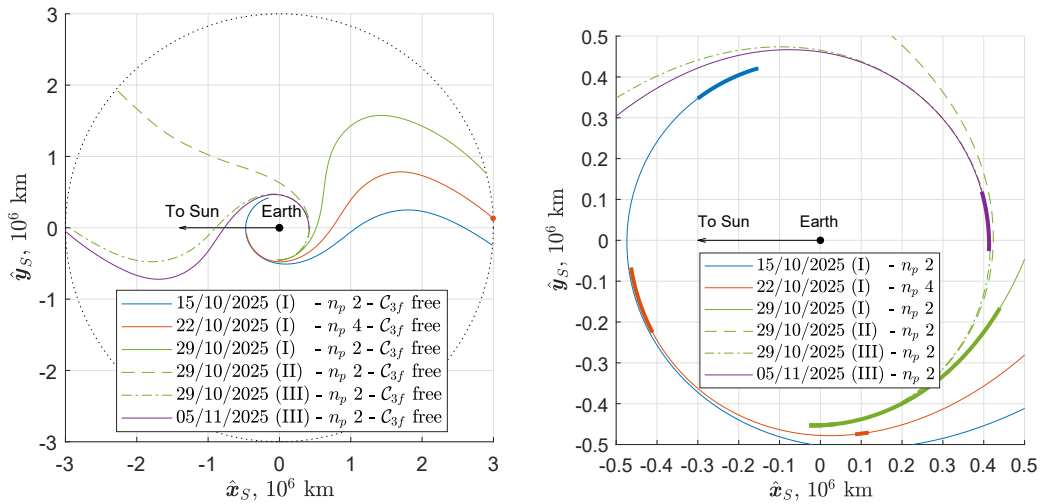 3
2
1
0
-1
-2
-3
-3 -2 -1 0 1 2 3
ŷ_S, 10^6 km
x̂_S, 10^6 km
To Sun Earth
15/10/2025 (I) - n_p 2 - C_3f free
22/10/2025 (I) - n_p 4 - C_3f free
29/10/2025 (I) - n_p 2 - C_3f free
29/10/2025 (II) - n_p 2 - C_3f free
29/10/2025 (III) - n_p 2 - C_3f free
05/11/2025 (III) - n_p 2 - C_3f free
0.5
0.4
0.3
0.2
0.1
0
-0.1
-0.2
-0.3
-0.4
-0.5
-0.5 -0.4 -0.3 -0.2 -0.1 0 0.1 0.2 0.3 0.4 0.5
ŷ_S, 10^6 km
x̂_S, 10^6 km
To Sun Earth
15/10/2025 (I) - n_p 2
22/10/2025 (I) - n_p 4
29/10/2025 (I) - n_p 2
29/10/2025 (II) - n_p 2
29/10/2025 (III) - n_p 2
05/11/2025 (III) - n_p 2